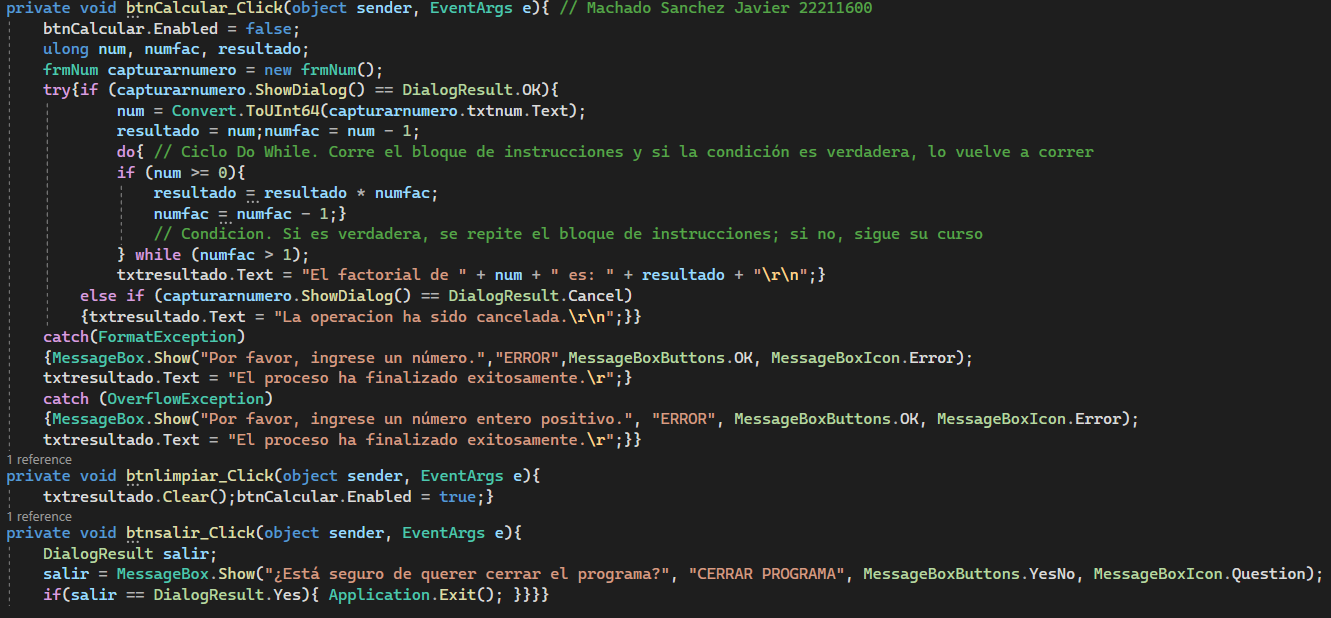 private void btnCalcular_Click(object sender, EventArgs e){ // Machado Sanchez Javier 22211600
btnCalcular.Enabled = false;
ulong num, numfac, resultado;
frmNum capturarnumero = new frmNum();
try{if (capturarnumero.ShowDialog() == DialogResult.OK){
num = Convert.ToUInt64(capturarnumero.txtnum.Text);
resultado = num;numfac = num - 1;
do{ // Ciclo Do While. Corre el bloque de instrucciones y si la condición es verdadera, lo vuelve a correr
if (num >= 0){
resultado = resultado * numfac;
numfac = numfac - 1;}
// Condicion. Si es verdadera, se repite el bloque de instrucciones; si no, sigue su curso
} while (numfac > 1);
txtresultado.Text = "El factorial de " + num + " es: " + resultado + "\r\n";}
else if (capturarnumero.ShowDialog() == DialogResult.Cancel)
{txtresultado.Text = "La operacion ha sido cancelada.\r\n";}}
catch(FormatException)
{MessageBox.Show("Por favor, ingrese un número.","ERROR",MessageBoxButtons.OK, MessageBoxIcon.Error);
txtresultado.Text = "El proceso ha finalizado exitosamente.\r";}
catch (OverflowException)
{MessageBox.Show("Por favor, ingrese un número entero positivo.", "ERROR", MessageBoxButtons.OK, MessageBoxIcon.Error);
txtresultado.Text = "El proceso ha finalizado exitosamente.\r";}}
1 reference
private void btnlimpiar_Click(object sender, EventArgs e){
txtresultado.Clear();btnCalcular.Enabled = true;}
1 reference
private void btnsalir_Click(object sender, EventArgs e){
DialogResult salir;
salir = MessageBox.Show("¿Está seguro de querer cerrar el programa?", "CERRAR PROGRAMA", MessageBoxButtons.YesNo, MessageBoxIcon.Question);
if(salir == DialogResult.Yes){ Application.Exit(); }}}}